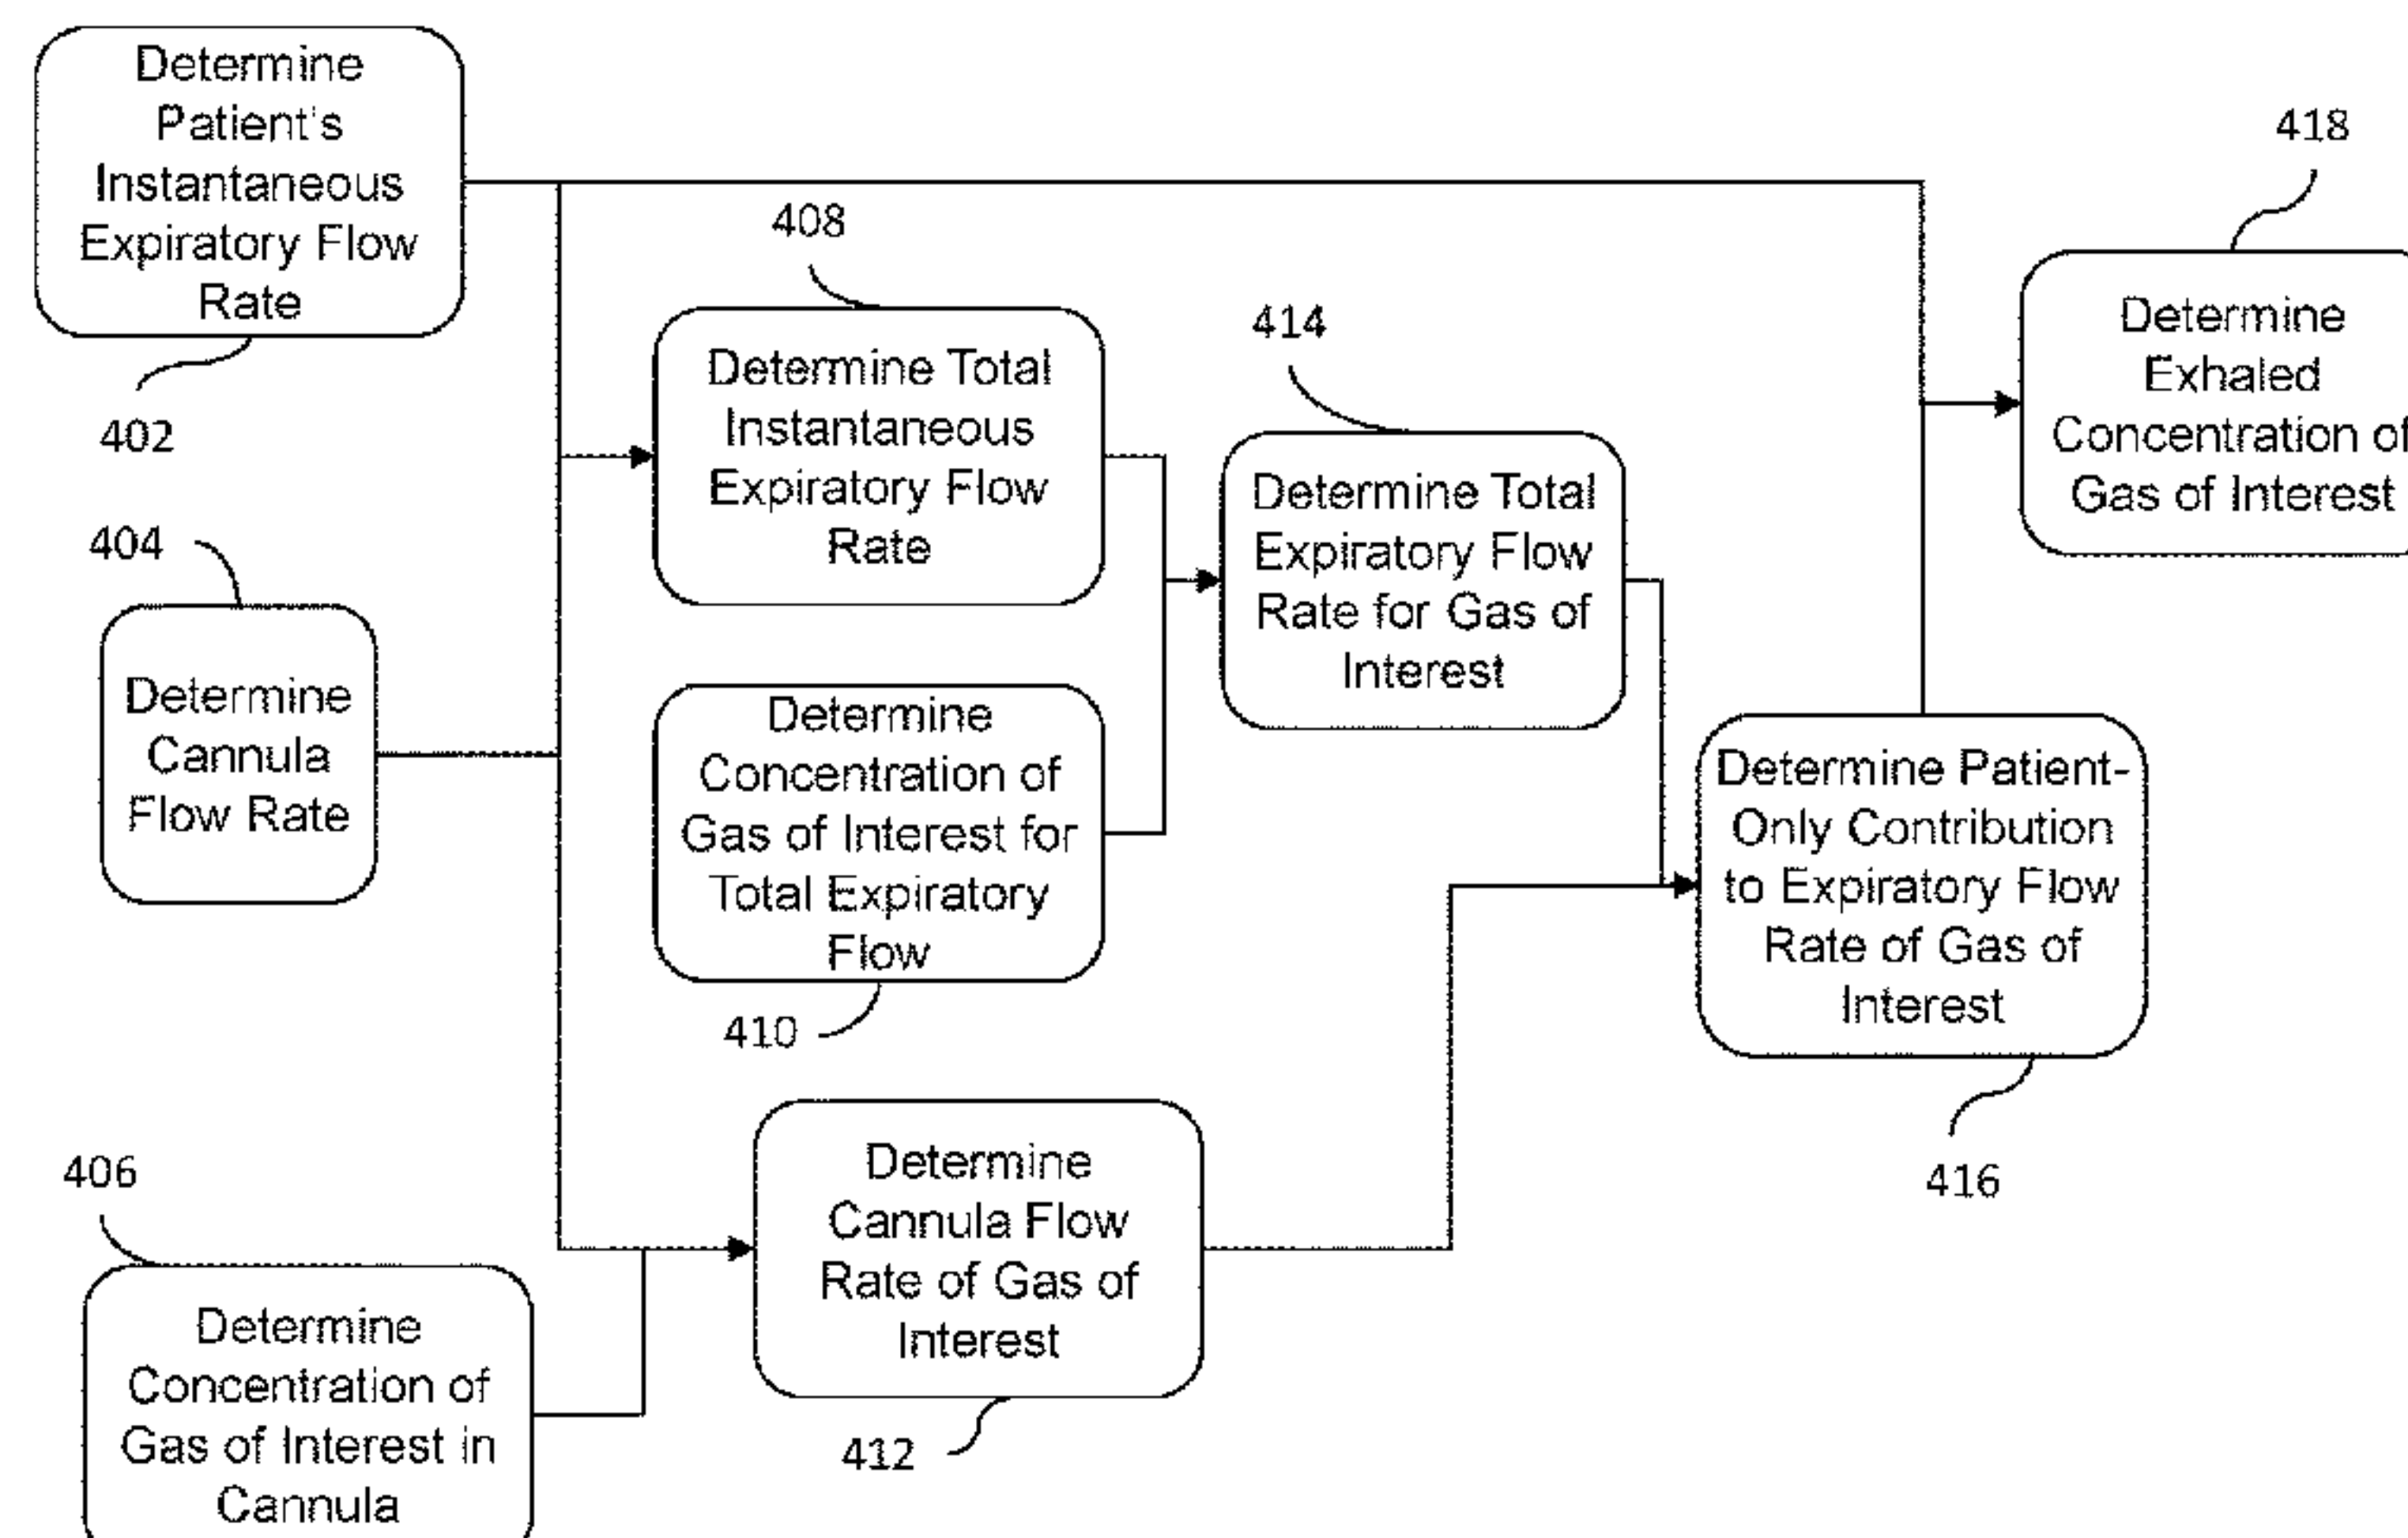 Determine
Patient's
Instantaneous
Expiratory Flow
Rate
402
404
Determine
Cannula
Flow Rate
406
Determine
Concentration of
Gas of Interest in
Cannula
408
Determine Total
Instantaneous
Expiratory Flow
Rate
Determine
Concentration of
Gas of Interest for
Total Expiratory
Flow
410
Determine
Cannula Flow
Rate of Gas of
Interest
412
414
Determine Total
Expiratory Flow
Rate for Gas of
Interest
Determine Patient-
Only Contribution
to Expiratory Flow
Rate of Gas of
Interest
416
418
Determine
Exhaled
Concentration of
Gas of Interest